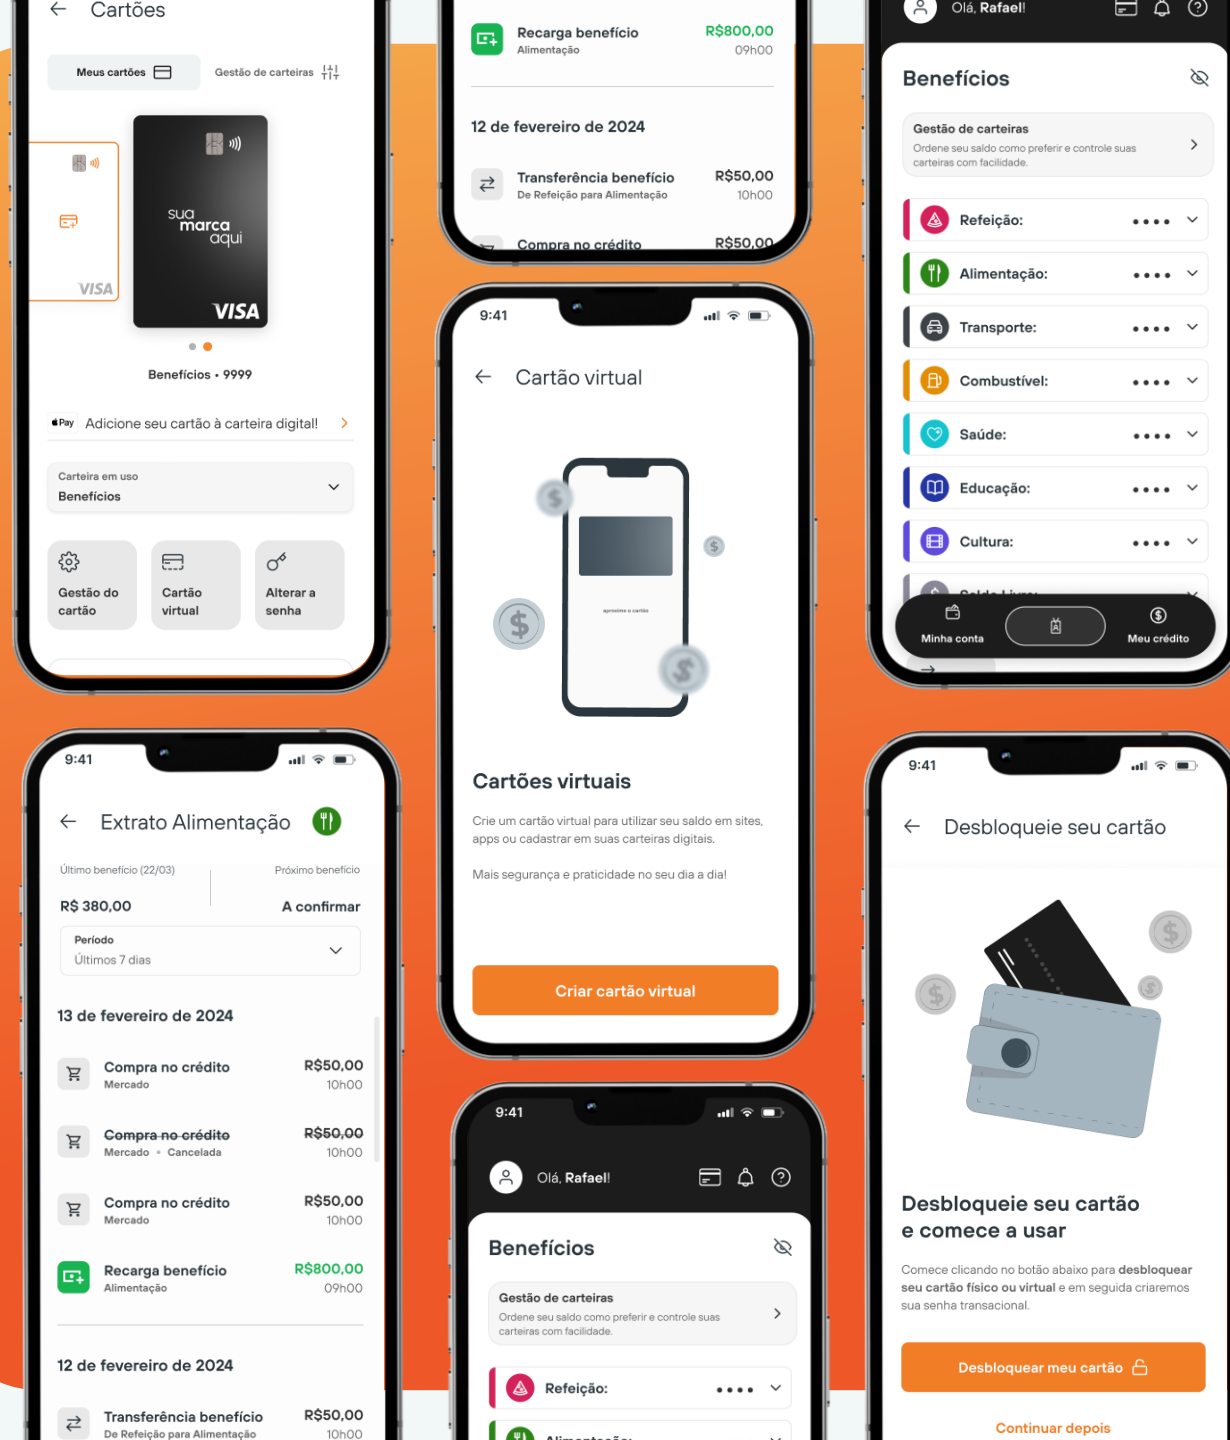 Cartões
Meus cartões
Gestão de carteiras
sua
marca
aqui
VISA
VISA
Benefícios • 9999
Pay Adicione seu cartão à carteira digital!
Carteira em uso
Benefícios
Gestão do
cartão
Cartão
virtual
Alterar a
senha
9:41
Extrato Alimentação
Último benefício (22/03)
Próximo benefício
R$ 380,00
A confirmar
Período
Últimos 7 dias
13 de fevereiro de 2024
Compra no crédito R$50,00
Mercado 10h00
Compra no crédito R$50,00
Mercado • Cancelada 10h00
Compra no crédito R$50,00
Mercado 10h00
Recarga benefício R$800,00
Alimentação 09h00
12 de fevereiro de 2024
Transferência benefício R$50,00
De Refeição para Alimentação 10h00
Recarga benefício R$800,00
Alimentação 09h00
12 de fevereiro de 2024
Transferência benefício R$50,00
De Refeição para Alimentação 10h00
Compra no crédito R$50,00
9:41
Cartão virtual
aproxime o cartão
Cartões virtuais
Crie um cartão virtual para utilizar seu saldo em sites,
apps ou cadastrar em suas carteiras digitais.
Mais segurança e praticidade no seu dia a dia!
Criar cartão virtual
9:41
Olá, Rafael!
Benefícios
Gestão de carteiras
Ordene seu saldo como preferir e controle suas
carteiras com facilidade.
Refeição: ••••
Alimentação:
Olá, Rafael!
Benefícios
Gestão de carteiras
Ordene seu saldo como preferir e controle suas
carteiras com facilidade.
Refeição: ••••
Alimentação: ••••
Transporte: ••••
Combustível: ••••
Saúde: ••••
Educação: ••••
Cultura: ••••
Saldo Livre:
Minha conta
Meu crédito
9:41
Desbloqueie seu cartão
Desbloqueie seu cartão
e comece a usar
Comece clicando no botão abaixo para desbloquear
seu cartão físico ou virtual e em seguida criaremos
sua senha transacional.
Desbloquear meu cartão
Continuar depois